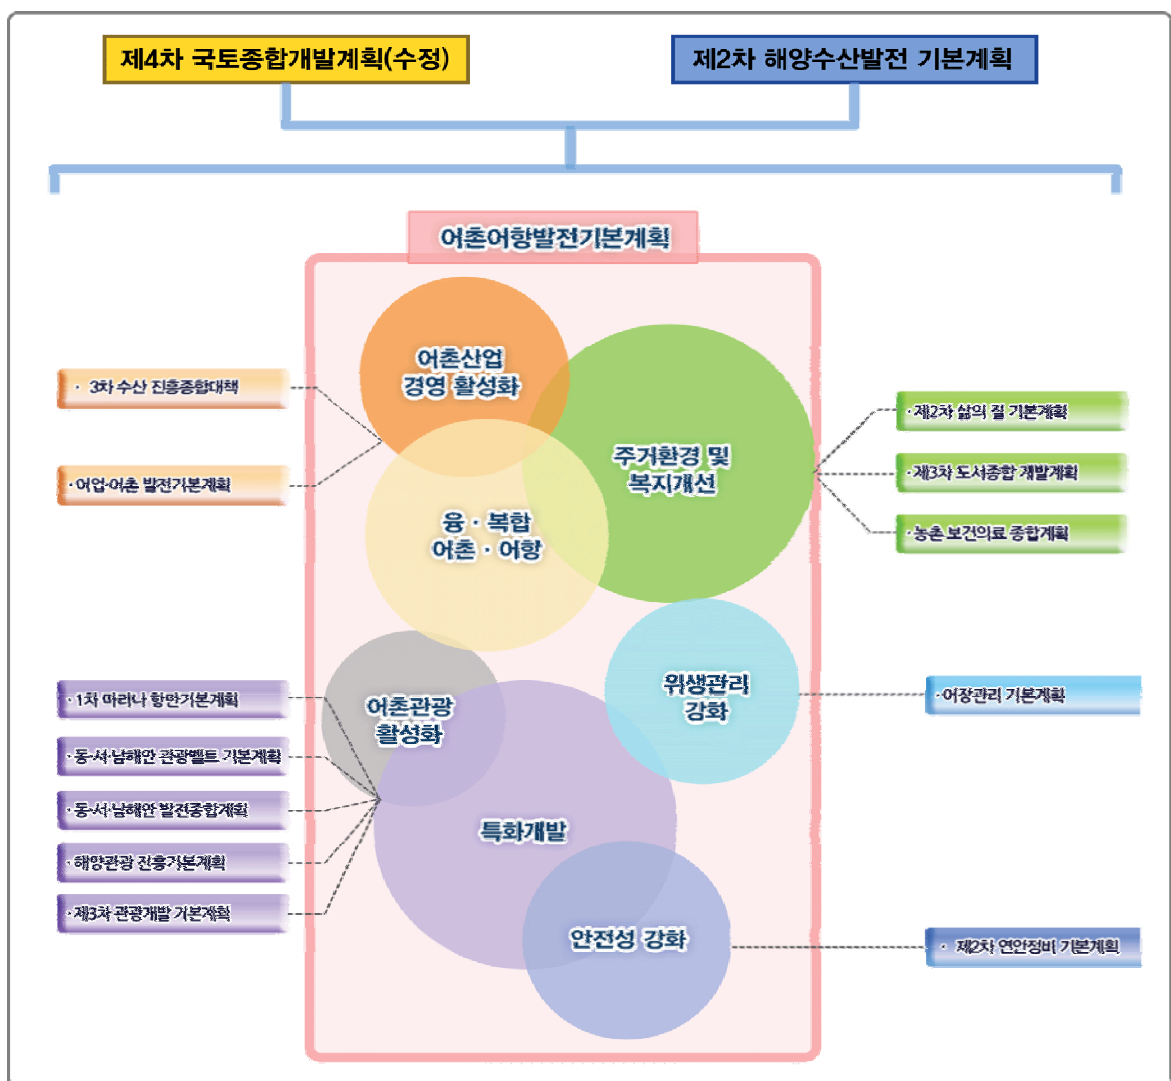 제4차 국토종합개발계획(수정)
제2차 해양수산발전 기본계획
어촌어항발전기본계획
어촌산업
경영 활성화
주거환경 및
복지개선
융·복합
어촌·어항
어촌관광
활성화
위생관리
강화
특화개발
안전성 강화
· 3차 수산 진흥종합대책
·어업·어촌 발전기본계획
·제2차 삶의 질 기본계획
·제3차 도서종합 개발계획
·농촌 보건의료 종합계획
·1차 마리나 항만기본계획
·동·서·남해안 관광벨트 기본계획
·동·서·남해안 발전종합계획
·해양관광 진흥기본계획
·제3차 관광개발 기본계획
·어장관리 기본계획
· 제2차 연안정비 기본계획